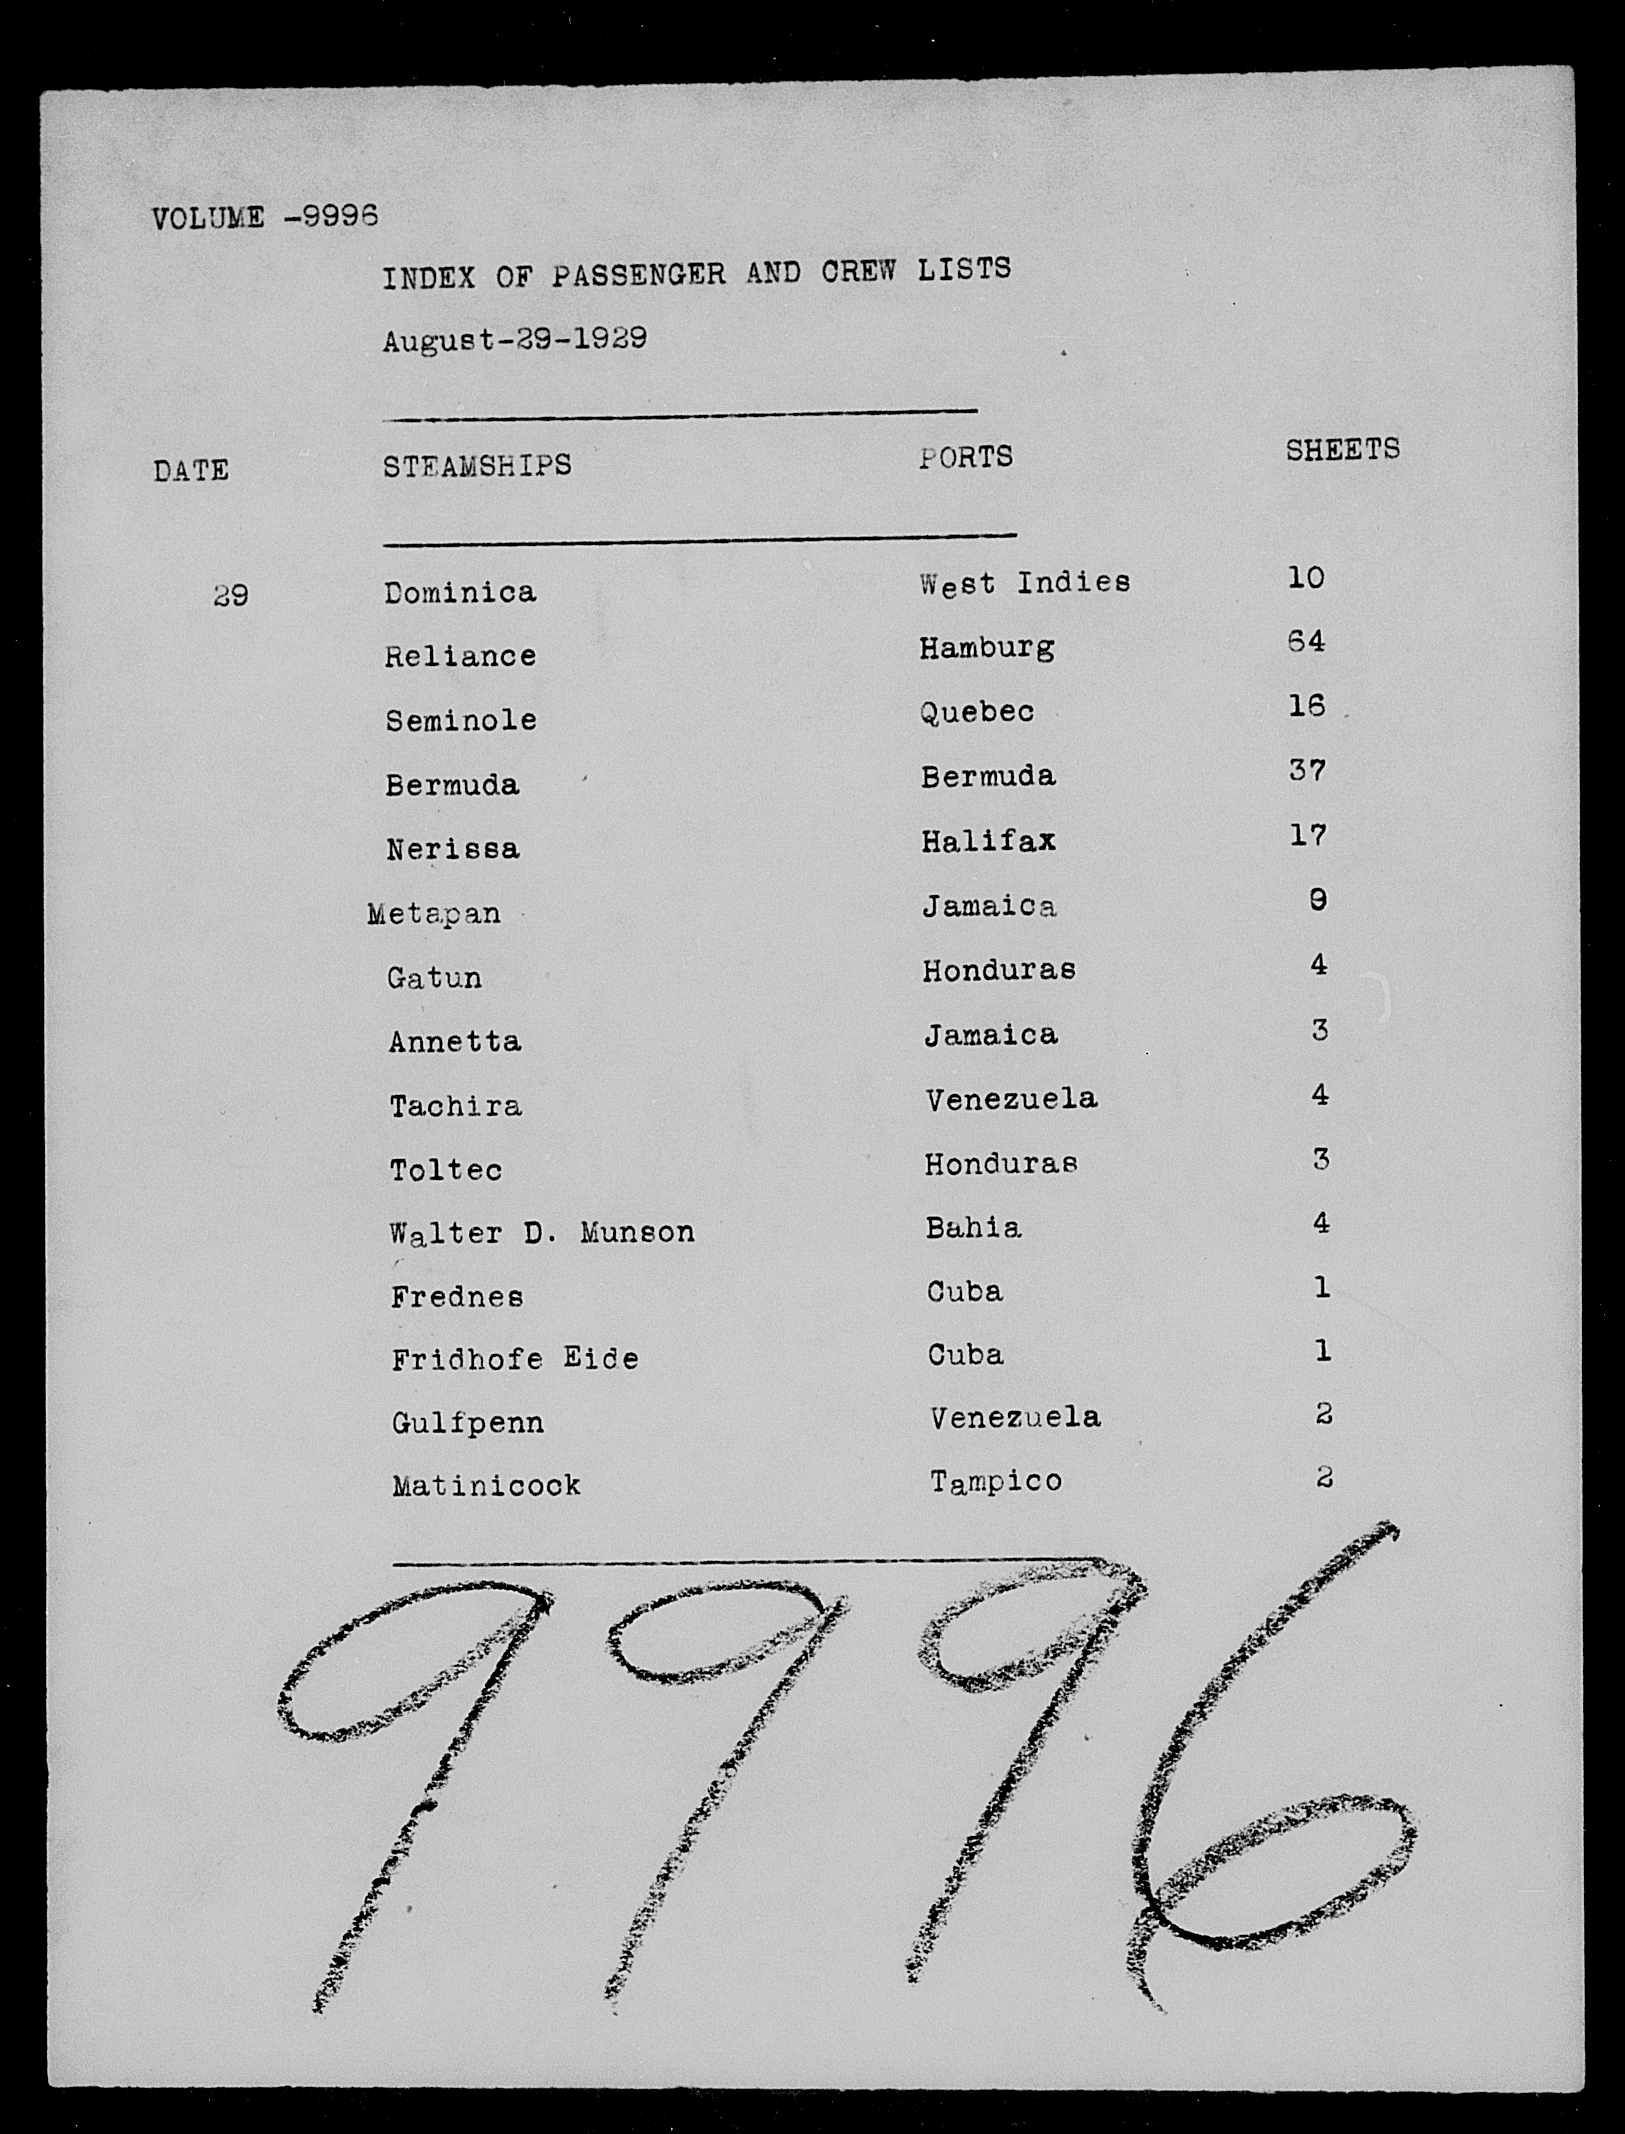 VOLUME -9996
INDEX OF PASSENGER AND CREW LISTS
August-29-1929
DATE STEAMSHIPS PORTS SHEETS
29 Dominica West Indies 10
Reliance Hamburg 64
Seminole Quebec 16
Bermuda Bermuda 37
Nerissa Halifax 17
Metapan Jamaica 9
Gatun Honduras 4
Annetta Jamaica 3
Tachira Venezuela 4
Toltec Honduras 3
Walter D. Munson Bahia 4
Frednes Cuba 1
Fridhofe Eide Cuba 1
Gulfpenn Venezuela 2
Matinicock Tampico 2
9996